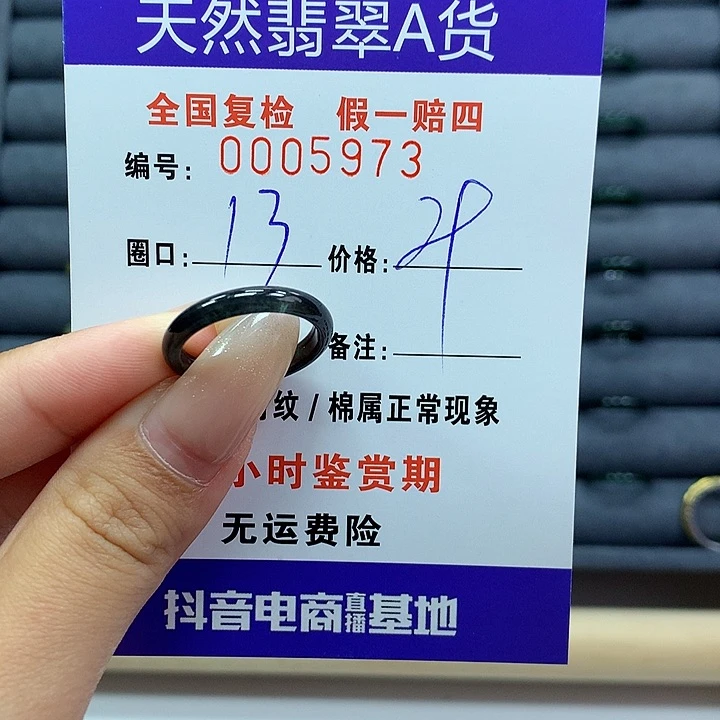 天然翡翠A货
全国复检 假一赔四
编号: 0005973
圈口: 13 价格:
备注:
纹/棉属正常现象
小时鉴赏期
无运费险
抖音电商直播基地